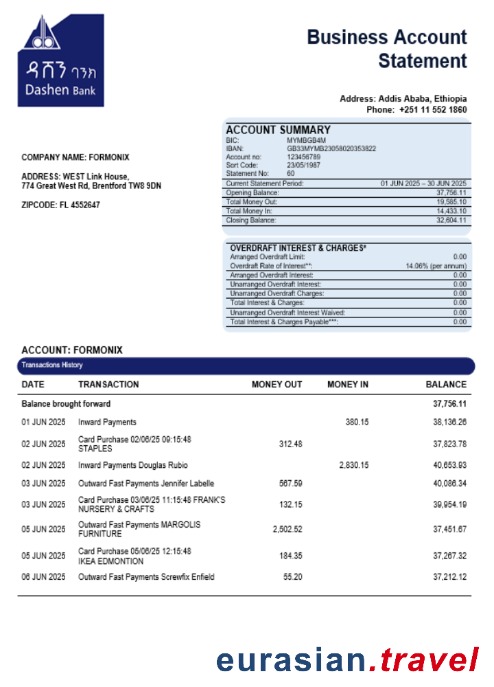 ዳሸን ባንክ
Dashen Bank
Business Account
Statement
Address: Addis Ababa, Ethiopia
Phone: +251 11 552 1860
COMPANY NAME: FORMONIX
ADDRESS: WEST Link House,
774 Great West Rd, Brentford TW8 9DN
ZIPCODE: FL 4552647
ACCOUNT SUMMARY
BIC: MYMBGB4M
IBAN: GB33MYMB23058020353822
Account no: 123456789
Sort Code: 23/05/1987
Statement No: 60
Current Statement Period: 01 JUN 2025 – 30 JUN 2025
Opening Balance: 37,756.11
Total Money Out: 19,585.10
Total Money In: 14,433.10
Closing Balance: 32,604.11
OVERDRAFT INTEREST & CHARGES*
Arranged Overdraft Limit: 0.00
Overdraft Rate of Interest**: 14.06% (per annum)
Arranged Overdraft Interest: 0.00
Unarranged Overdraft Interest: 0.00
Unarranged Overdraft Charges: 0.00
Total Interest & Charges: 0.00
Unarranged Overdraft Interest Waived: 0.00
Total Interest & Charges Payable***: 0.00
ACCOUNT: FORMONIX
Transactions History
DATE TRANSACTION MONEY OUT MONEY IN BALANCE
Balance brought forward 37,756.11
01 JUN 2025 Inward Payments 380.15 38,136.26
02 JUN 2025 Card Purchase 02/06/25 09:15:48 312.48 37,823.78
STAPLES
02 JUN 2025 Inward Payments Douglas Rubio 2,830.15 40,653.93
03 JUN 2025 Outward Fast Payments Jennifer Labelle 567.59 40,086.34
03 JUN 2025 Card Purchase 03/06/25 11:15:48 FRANK'S 132.15 39,954.19
NURSERY & CRAFTS
05 JUN 2025 Outward Fast Payments MARGOLIS 2,502.52 37,451.67
FURNITURE
05 JUN 2025 Card Purchase 05/06/25 12:15:48 184.35 37,267.32
IKEA EDMONTION
06 JUN 2025 Outward Fast Payments Screwfix Enfield 55.20 37,212.12
eurasian.travel